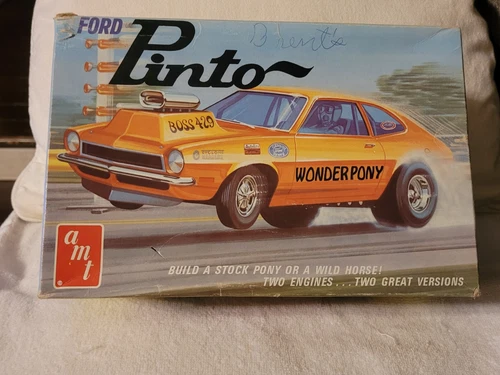 FORD
Pinto
BOSS 429
WONDER PONY
amt
BUILD A STOCK PONY OR A WILD HORSE!
TWO ENGINES...TWO GREAT VERSIONS